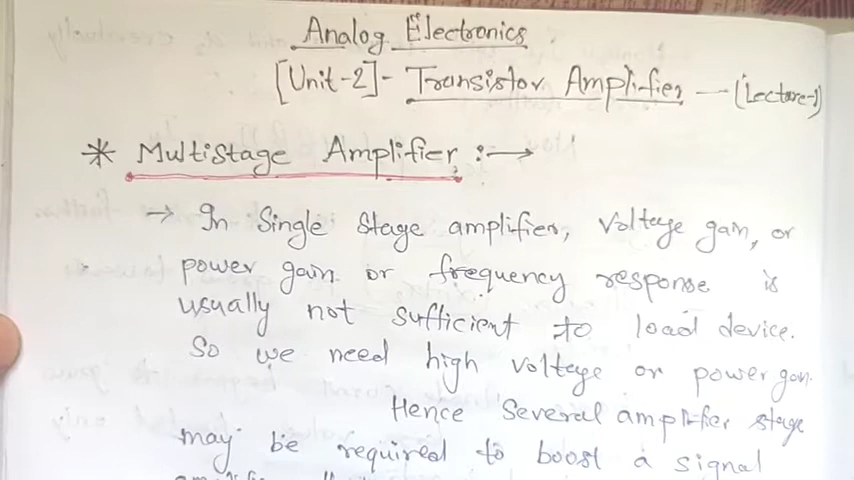 Analog Electronics
[Unit-2]- Transistor Amplifier — (Lecture-1)
* Multistage Amplifier :→
→ In Single Stage amplifier, Voltage gain, or
power gain or frequency response is
usually not sufficient to load device.
So we need high voltage or power gan.
Hence Several amplifier stage
may be required to boost a signal